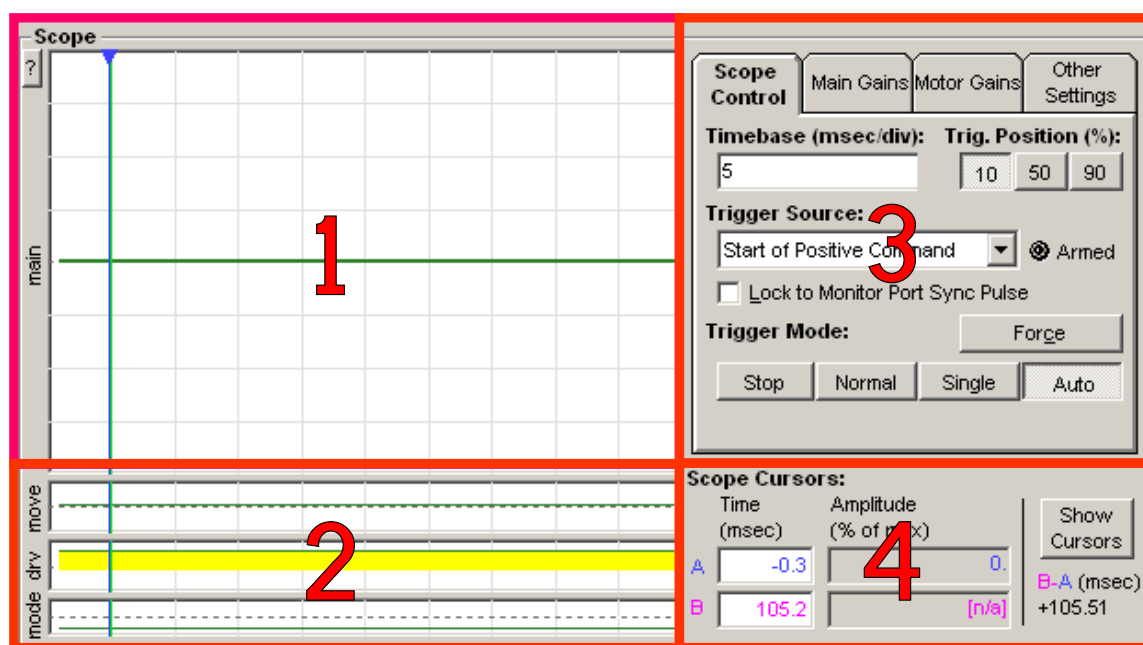 Scope
?
main
1
Scope Control
Main Gains
Motor Gains
Other Settings
Timebase (msec/div):
Trig. Position (%):
5
10 50 90
Trigger Source:
Start of Positive Command
Armed
3
Lock to Monitor Port Sync Pulse
Trigger Mode:
Force
Stop Normal Single Auto
move
drv
mode
2
Scope Cursors:
Time (msec)
Amplitude (% of max)
Show Cursors
A -0.3 0.
B 105.2 [n/a]
B-A (msec)
+105.51
4